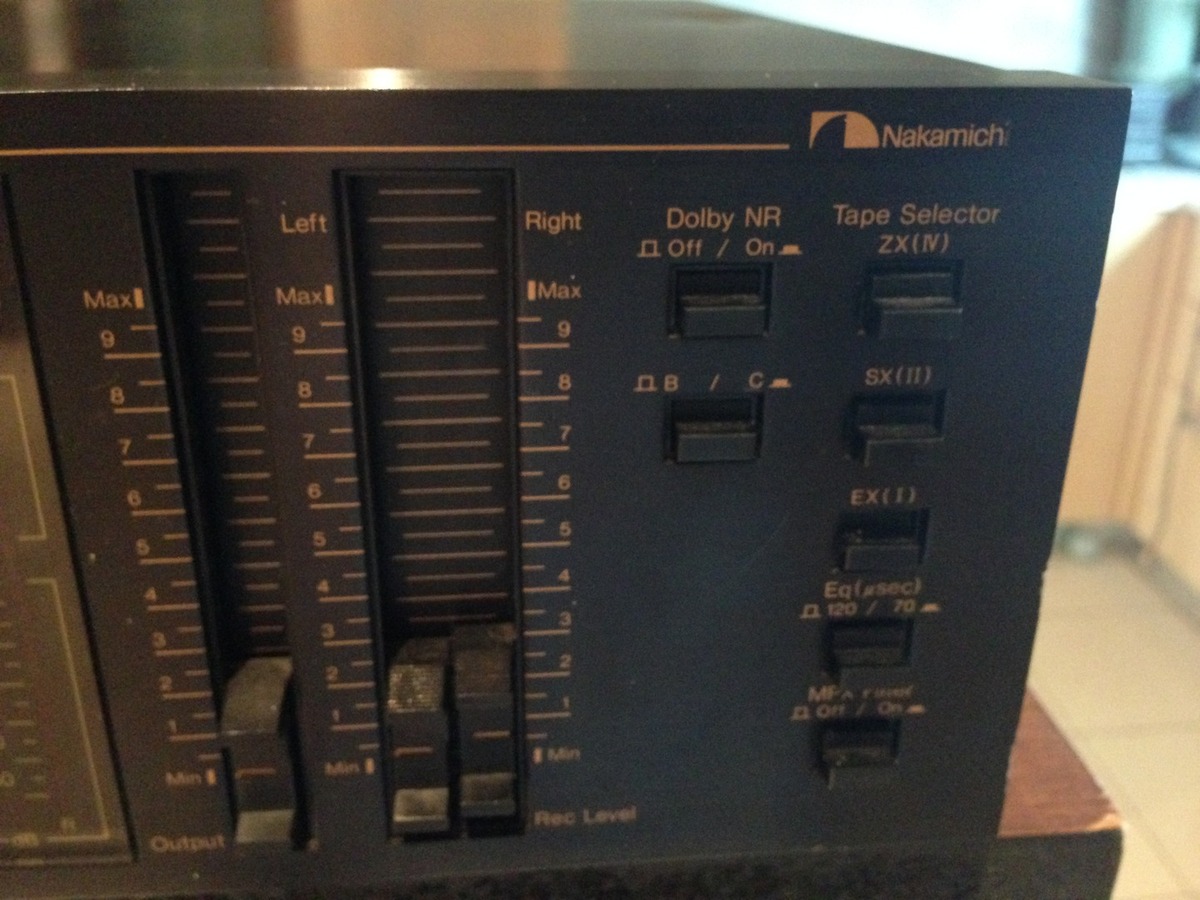 Nakamichi
Left
Right
Dolby NR
Off / On
Tape Selector
ZX(IV)
Max
Max
Max
9
9
9
8
8
8
B / C
SX(II)
7
7
7
6
6
6
EX(I)
5
5
5
4
4
4
Eq(μsec)
120 / 70
3
3
3
2
2
2
1
1
1
Off / On
Min
Min
Min
Output
Rec Level